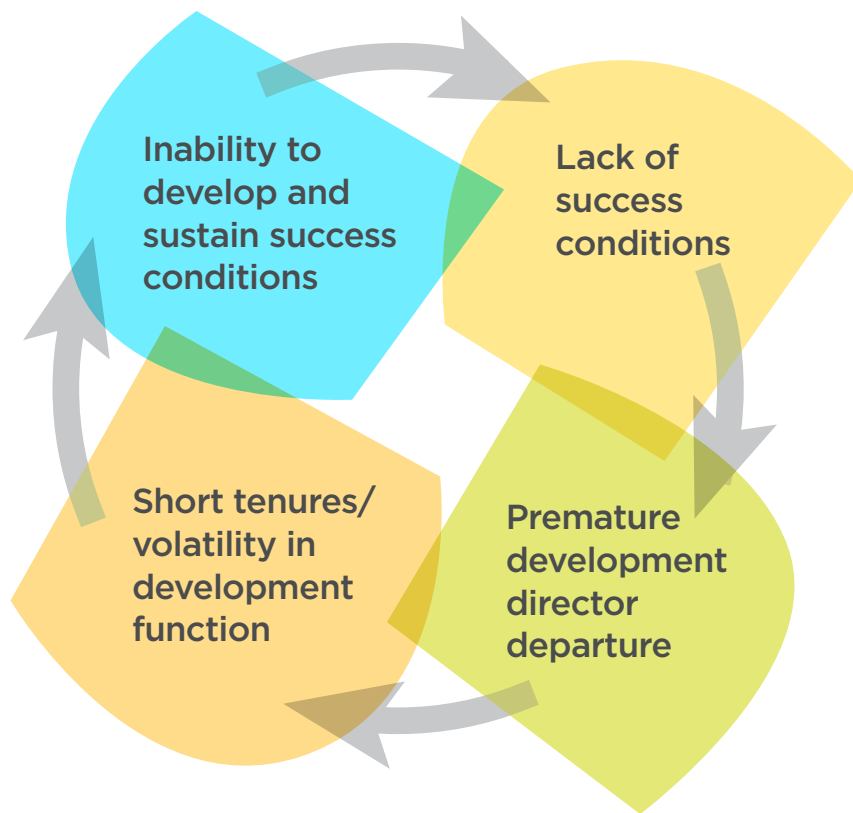 Inability to
develop and
sustain success
conditions
Lack of
success
conditions
Premature
development
director
departure
Short tenures/
volatility in
development
function